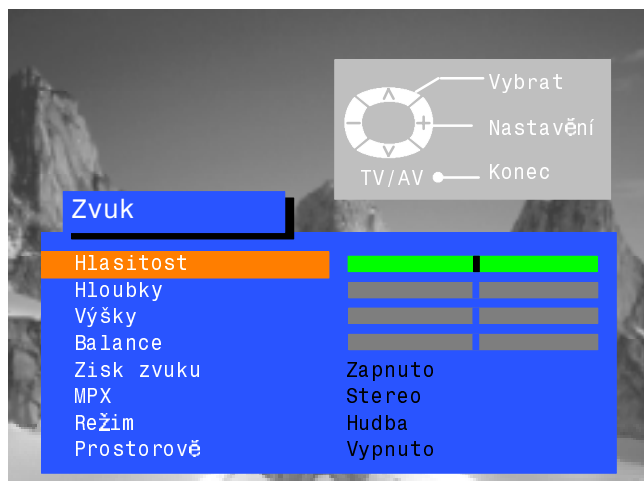 Vybrat
Nastavění
TV/AV Konec
Zvuk
Hlasitost
Hloubky
Výšky
Balance
Zisk zvuku Zapnuto
MPX Stereo
Režim Hudba
Prostorově Vypnuto